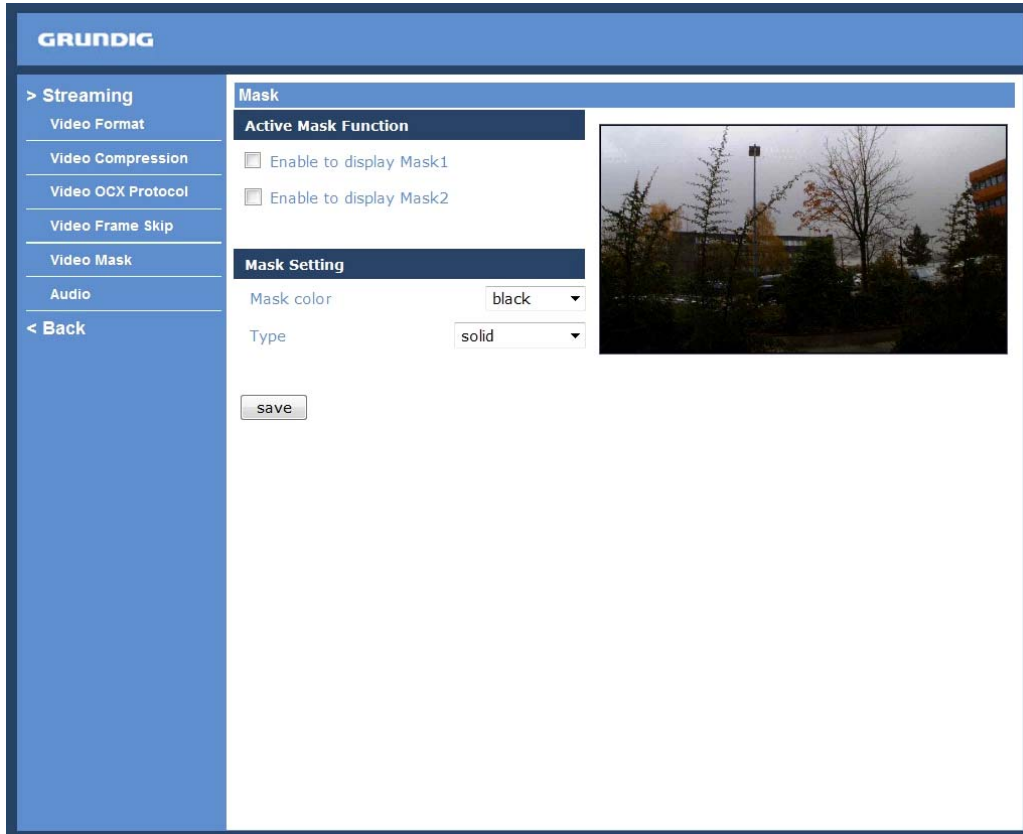 GRUNDIG
> Streaming
Video Format
Video Compression
Video OCX Protocol
Video Frame Skip
Video Mask
Audio
< Back
Mask
Active Mask Function
Enable to display Mask1
Enable to display Mask2
Mask Setting
Mask color black
Type solid
save